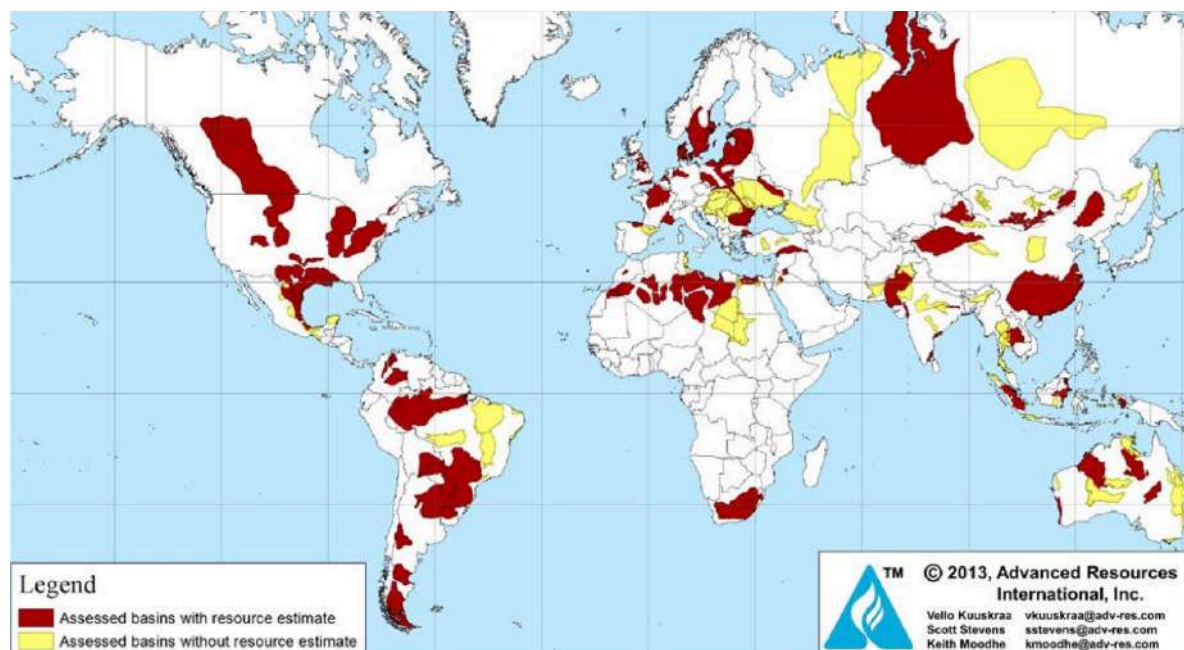 Legend
Assessed basins with resource estimate
Assessed basins without resource estimate
TM
© 2013, Advanced Resources
International, Inc.
Vello Kuuskraa vkuuskraa@adv-res.com
Scott Stevens sstevens@adv-res.com
Keith Moodhe kmoodhe@adv-res.com